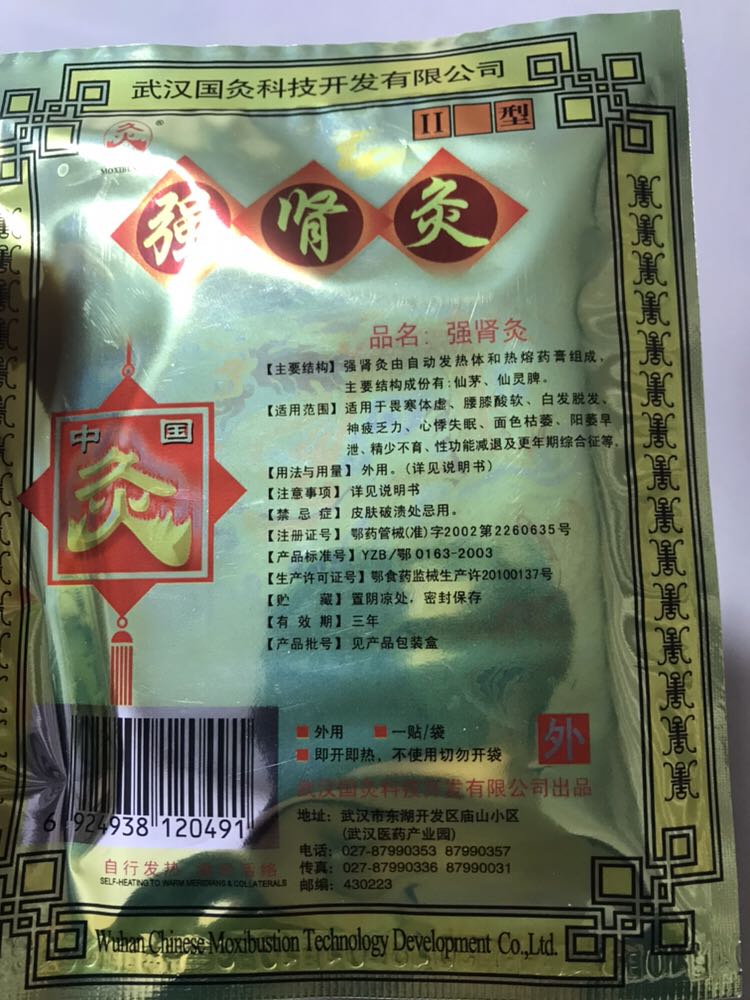 武汉国灸科技开发有限公司
II 型
灸®
强肾灸
品名：强肾灸
【主要结构】强肾灸由自动发热体和热熔药膏组成，
主要结构成份有：仙茅、仙灵脾。
【适用范围】适用于畏寒体虚、腰膝酸软、白发脱发、
神疲乏力、心悸失眠、面色枯萎、阳萎早
泄、精少不育、性功能减退及更年期综合征等。
【用法与用量】外用。（详见说明书）
【注意事项】详见说明书
【禁忌症】皮肤破溃处忌用。
【注册证号】鄂药管械(准)字2002第2260635号
【产品标准号】YZB/鄂0163-2003
【生产许可证号】鄂食药监械生产许20100137号
【贮藏】置阴凉处，密封保存
【有效期】三年
【产品批号】见产品包装盒
中国
灸
■外用 ■一贴/袋
■即开即热，不使用切勿开袋
外
武汉国灸科技开发有限公司出品
地址：武汉市东湖开发区庙山小区
(武汉医药产业园)
电话：027-87990353 87990357
传真：027-87990336 87990031
邮编：430223
6 924938 120491
自行发热 活络
SELF-HEATING TO WARM MERIDIANS & COLLATERALS
Wuhan Chinese Moxibustion Technology Development Co.,Ltd.